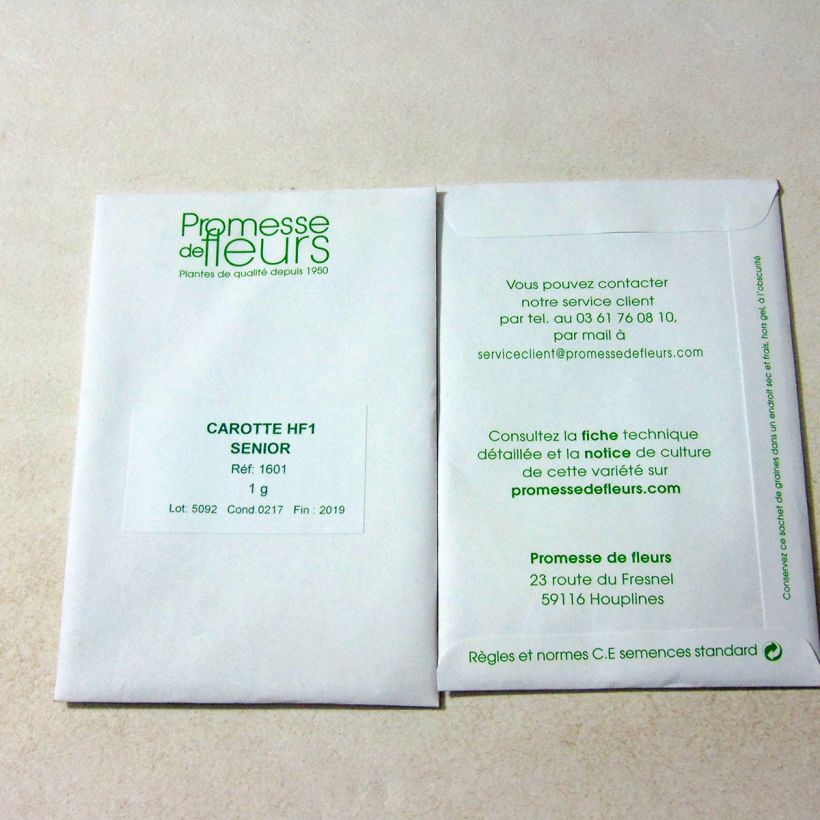 Promesse
de fleurs
Plantes de qualité depuis 1950
CAROTTE HF1
SENIOR
Réf: 1601
1 g
Lot: 5092 Cond.0217 Fin : 2019
Vous pouvez contacter
notre service client
par tel. au 03 61 76 08 10,
par mail à
serviceclient@promessedefleurs.com
Consultez la fiche technique
détaillée et la notice de culture
de cette variété sur
promessedefleurs.com
Promesse de fleurs
23 route du Fresnel
59116 Houplines
Règles et normes C.E semences standard
Conservez ce sachet de graines dans un endroit sec et frais, hors gel, à l'obscurité